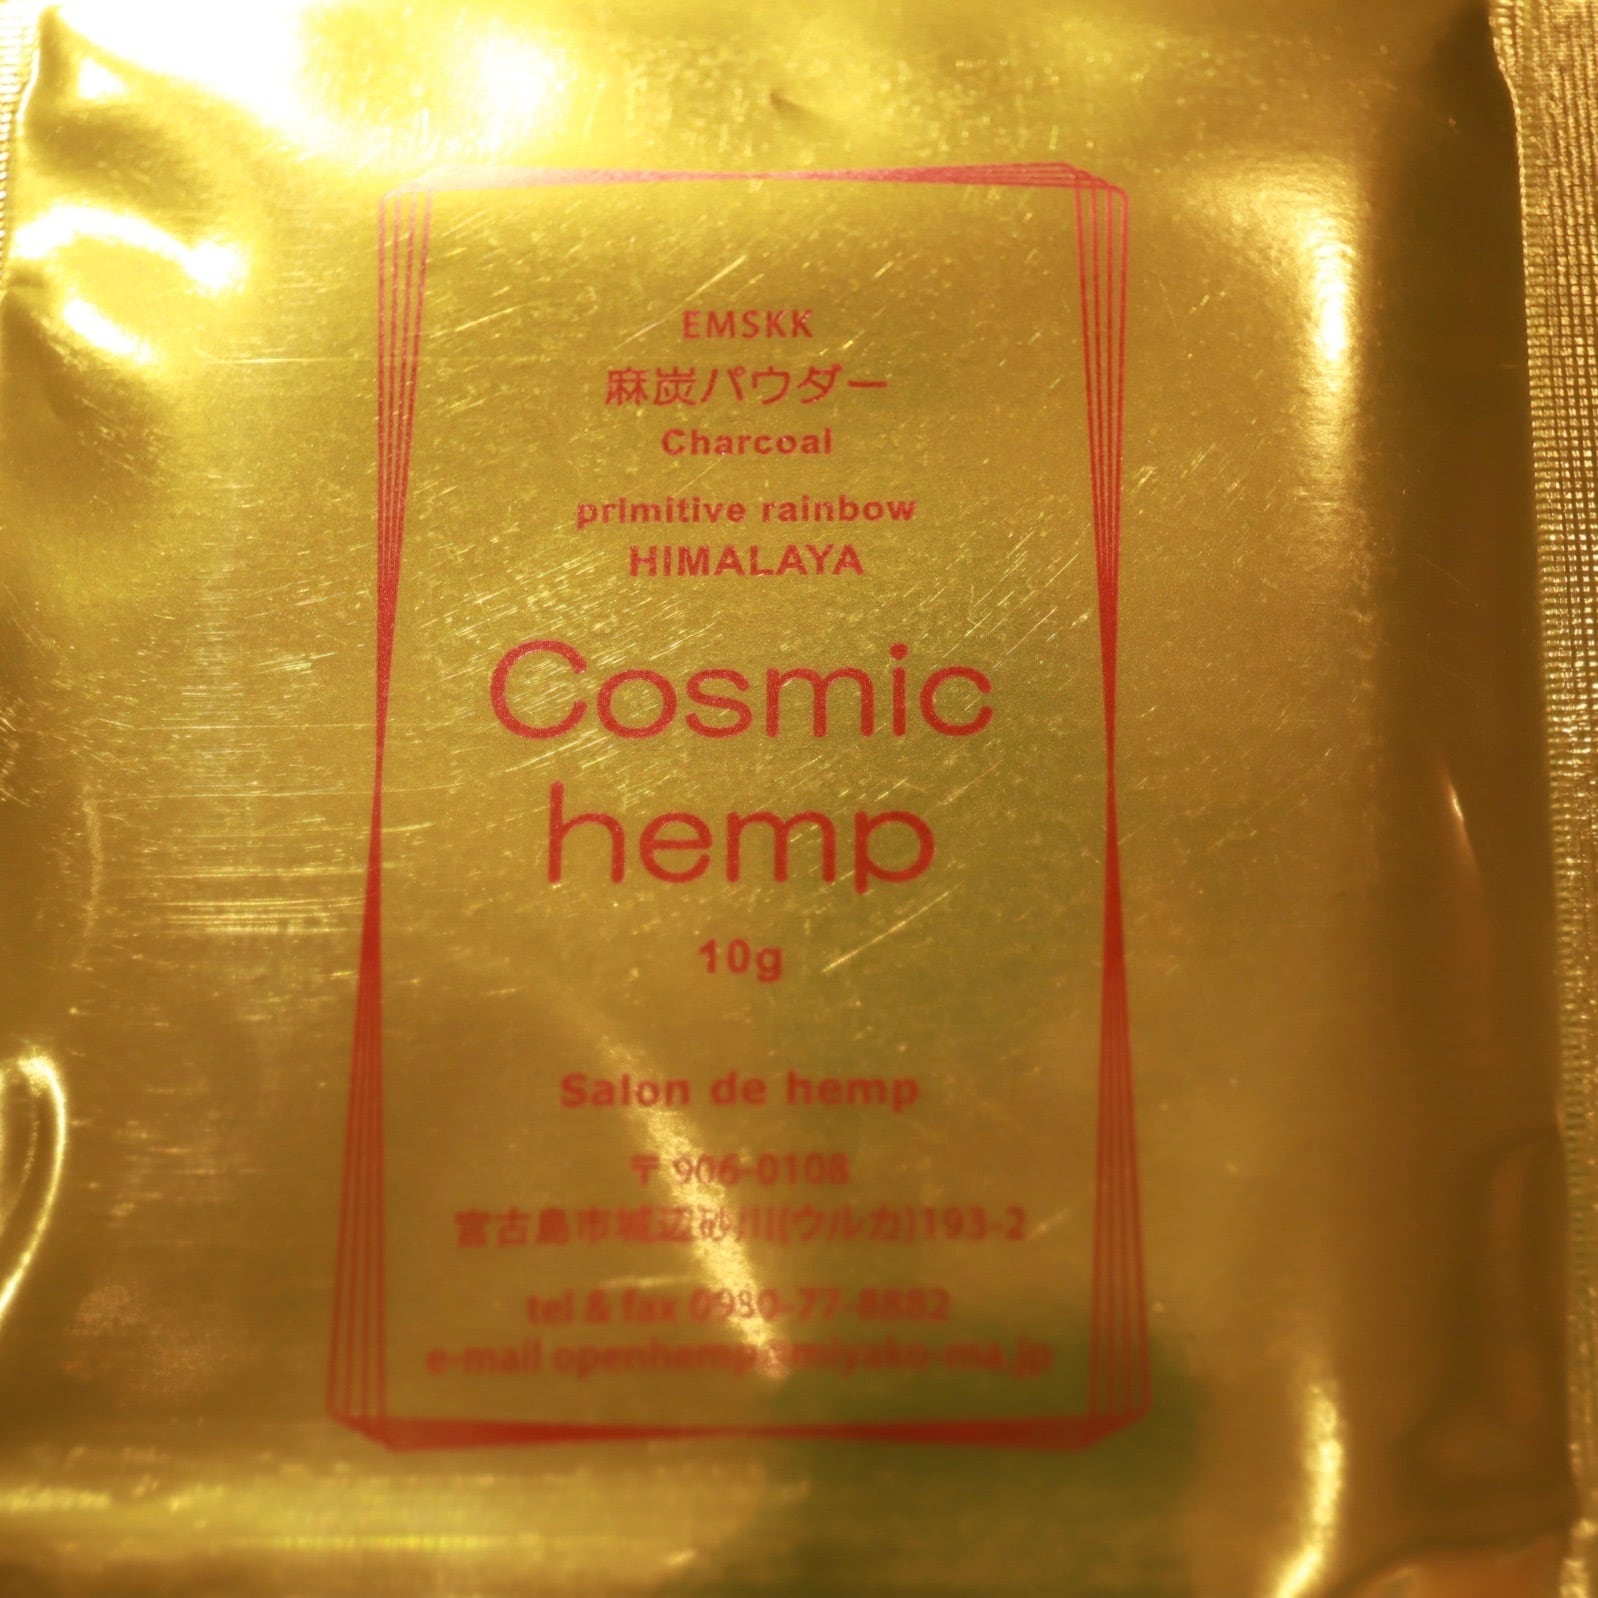 EMSKK
麻炭パウダー
Charcoal
primitive rainbow
HIMALAYA
Cosmic
hemp
10g
Salon de hemp
〒906-0108
宮古島市城辺砂川(ウルカ)193-2
tel & fax 0980-77-8882
e-mail openhemp@miyako-ma.jp